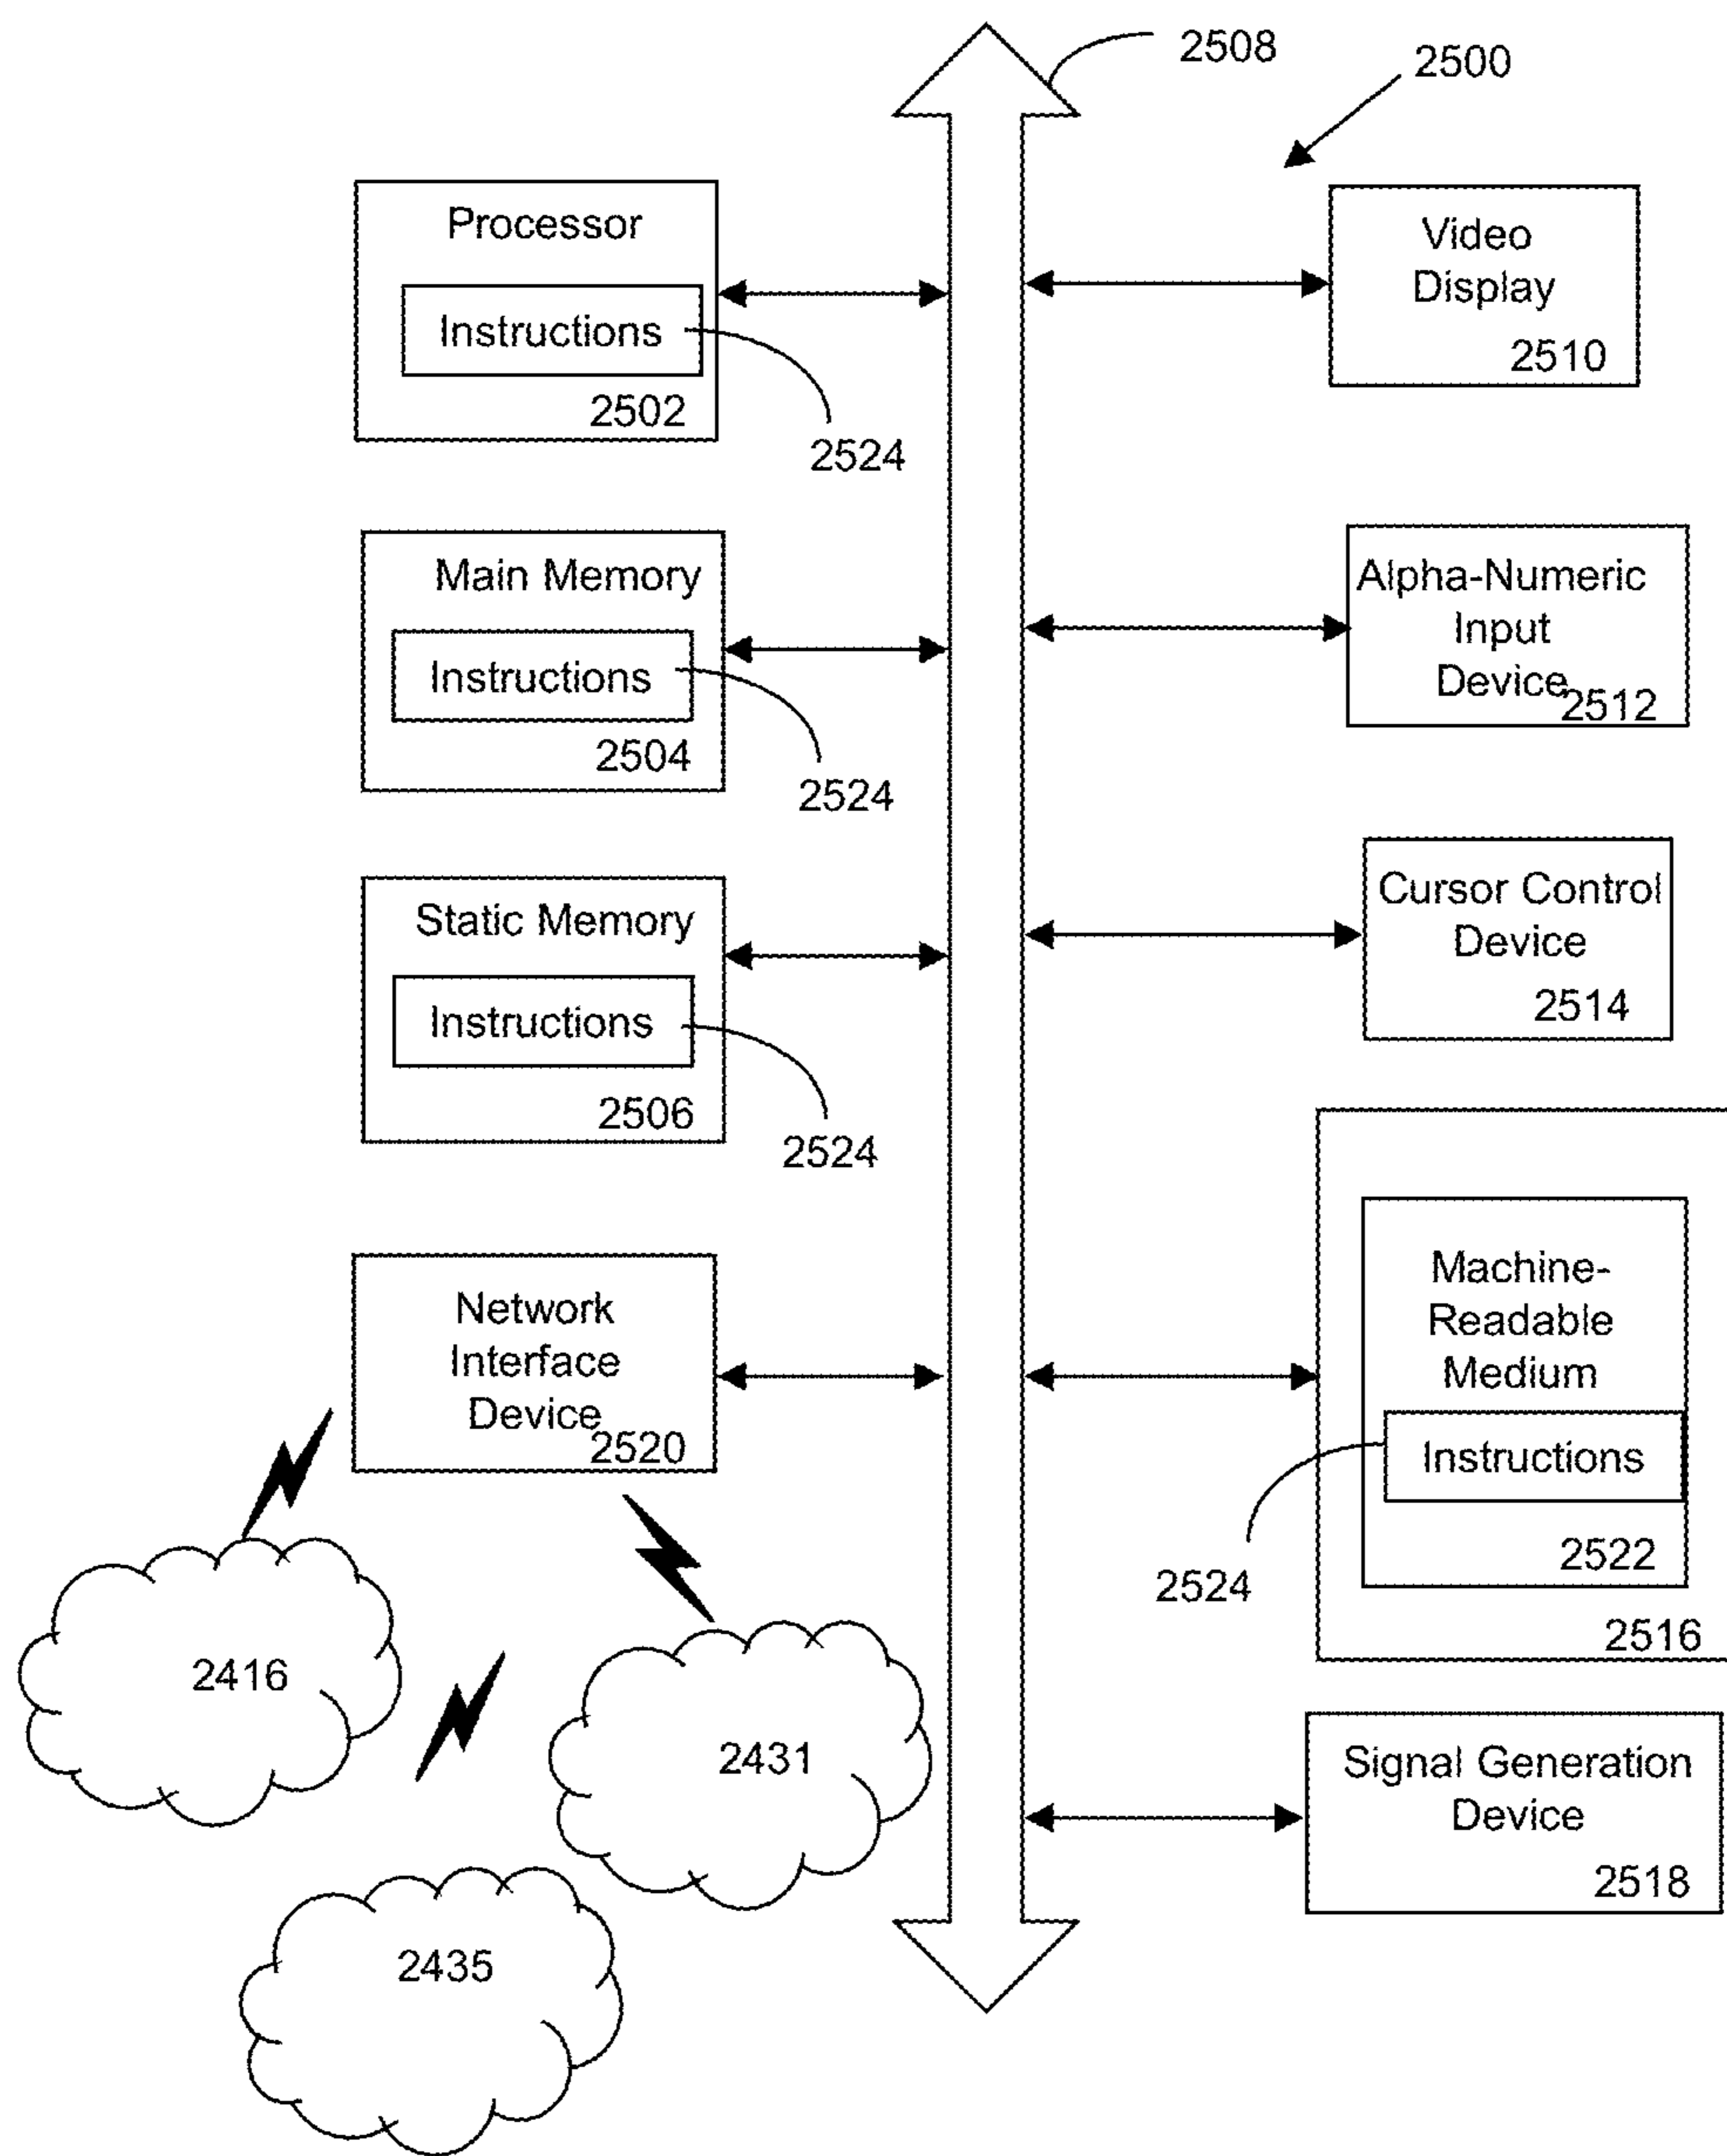 2508
2500
Processor
Instructions
2502
2524
Video
Display
2510
Main Memory
Instructions
2504
2524
Alpha-Numeric
Input
Device
2512
Static Memory
Instructions
2506
2524
Cursor Control
Device
2514
Network
Interface
Device
2520
Machine-
Readable
Medium
Instructions
2522
2524
2516
2416
2431
2435
Signal Generation
Device
2518